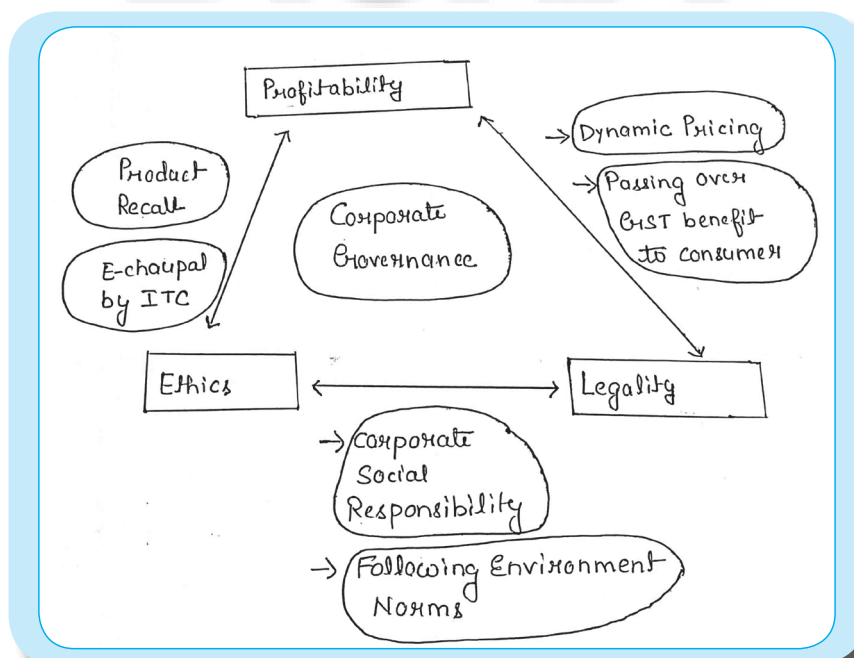 Profitability
→ Dynamic Pricing
Product
Recall
→ Passing over
GST benefit
to consumer
Corporate
Governance
E-chaupal
by ITC
Ethics
Legality
→ Corporate
Social
Responsibility
→ Following Environment
Norms